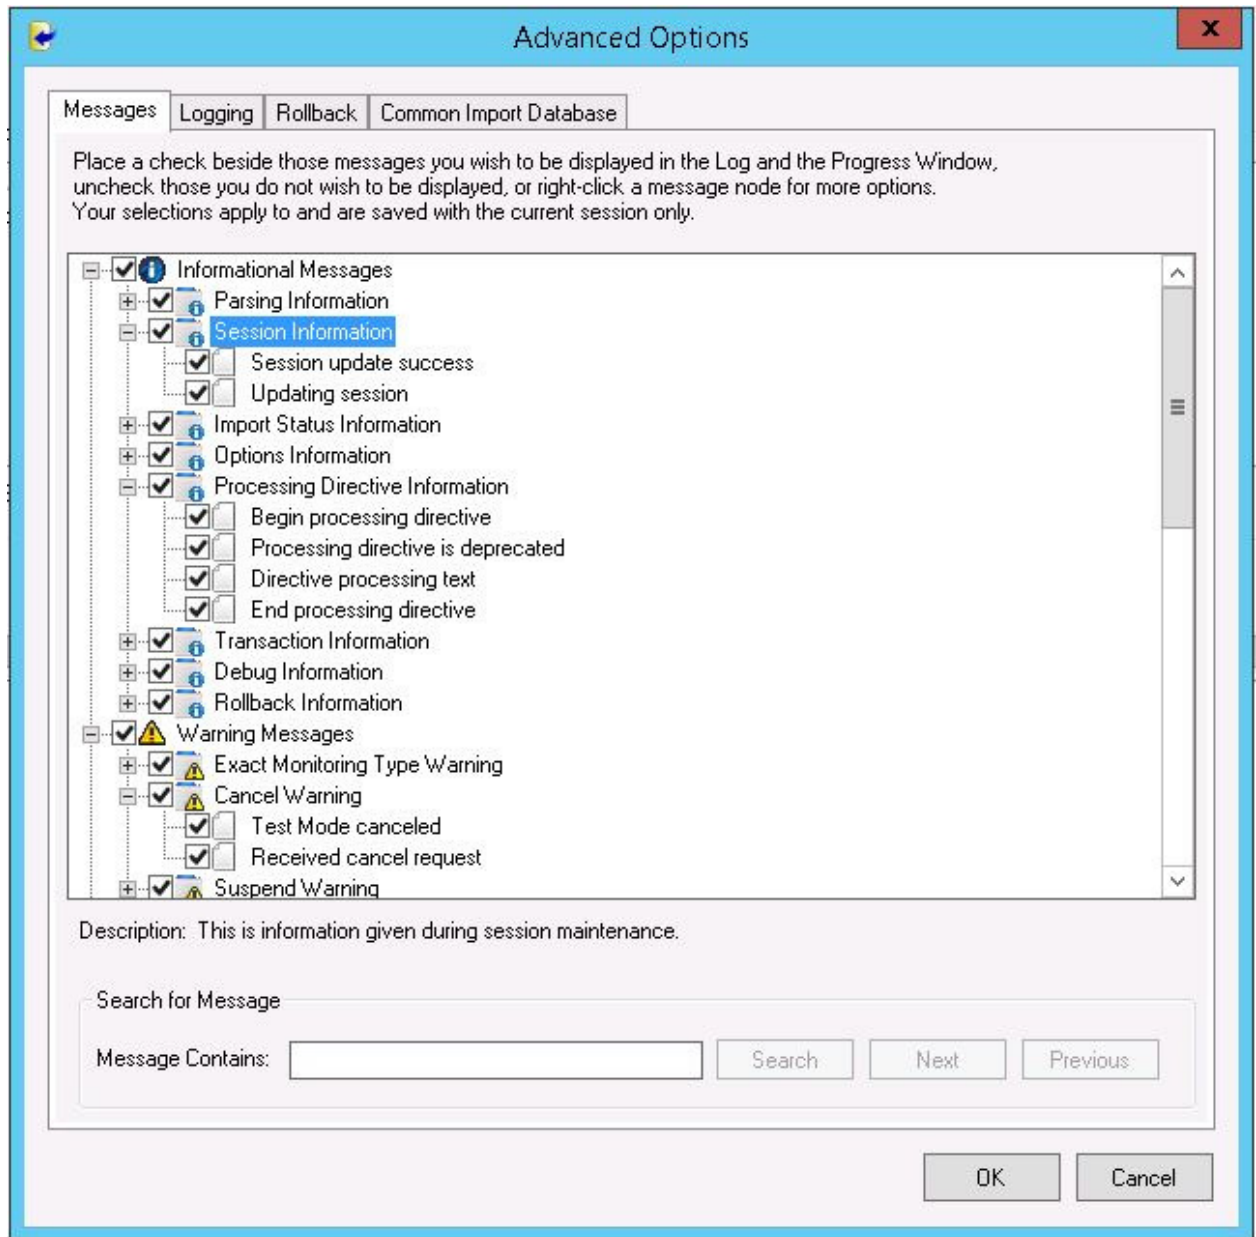 Advanced Options
x
Messages
Logging
Rollback
Common Import Database
Place a check beside those messages you wish to be displayed in the Log and the Progress Window,
uncheck those you do not wish to be displayed, or right-click a message node for more options.
Your selections apply to and are saved with the current session only.
Informational Messages
Parsing Information
Session Information
Session update success
Updating session
Import Status Information
Options Information
Processing Directive Information
Begin processing directive
Processing directive is deprecated
Directive processing text
End processing directive
Transaction Information
Debug Information
Rollback Information
Warning Messages
Exact Monitoring Type Warning
Cancel Warning
Test Mode canceled
Received cancel request
Suspend Warning
Description: This is information given during session maintenance.
Search for Message
Message Contains:
Search
Next
Previous
OK
Cancel